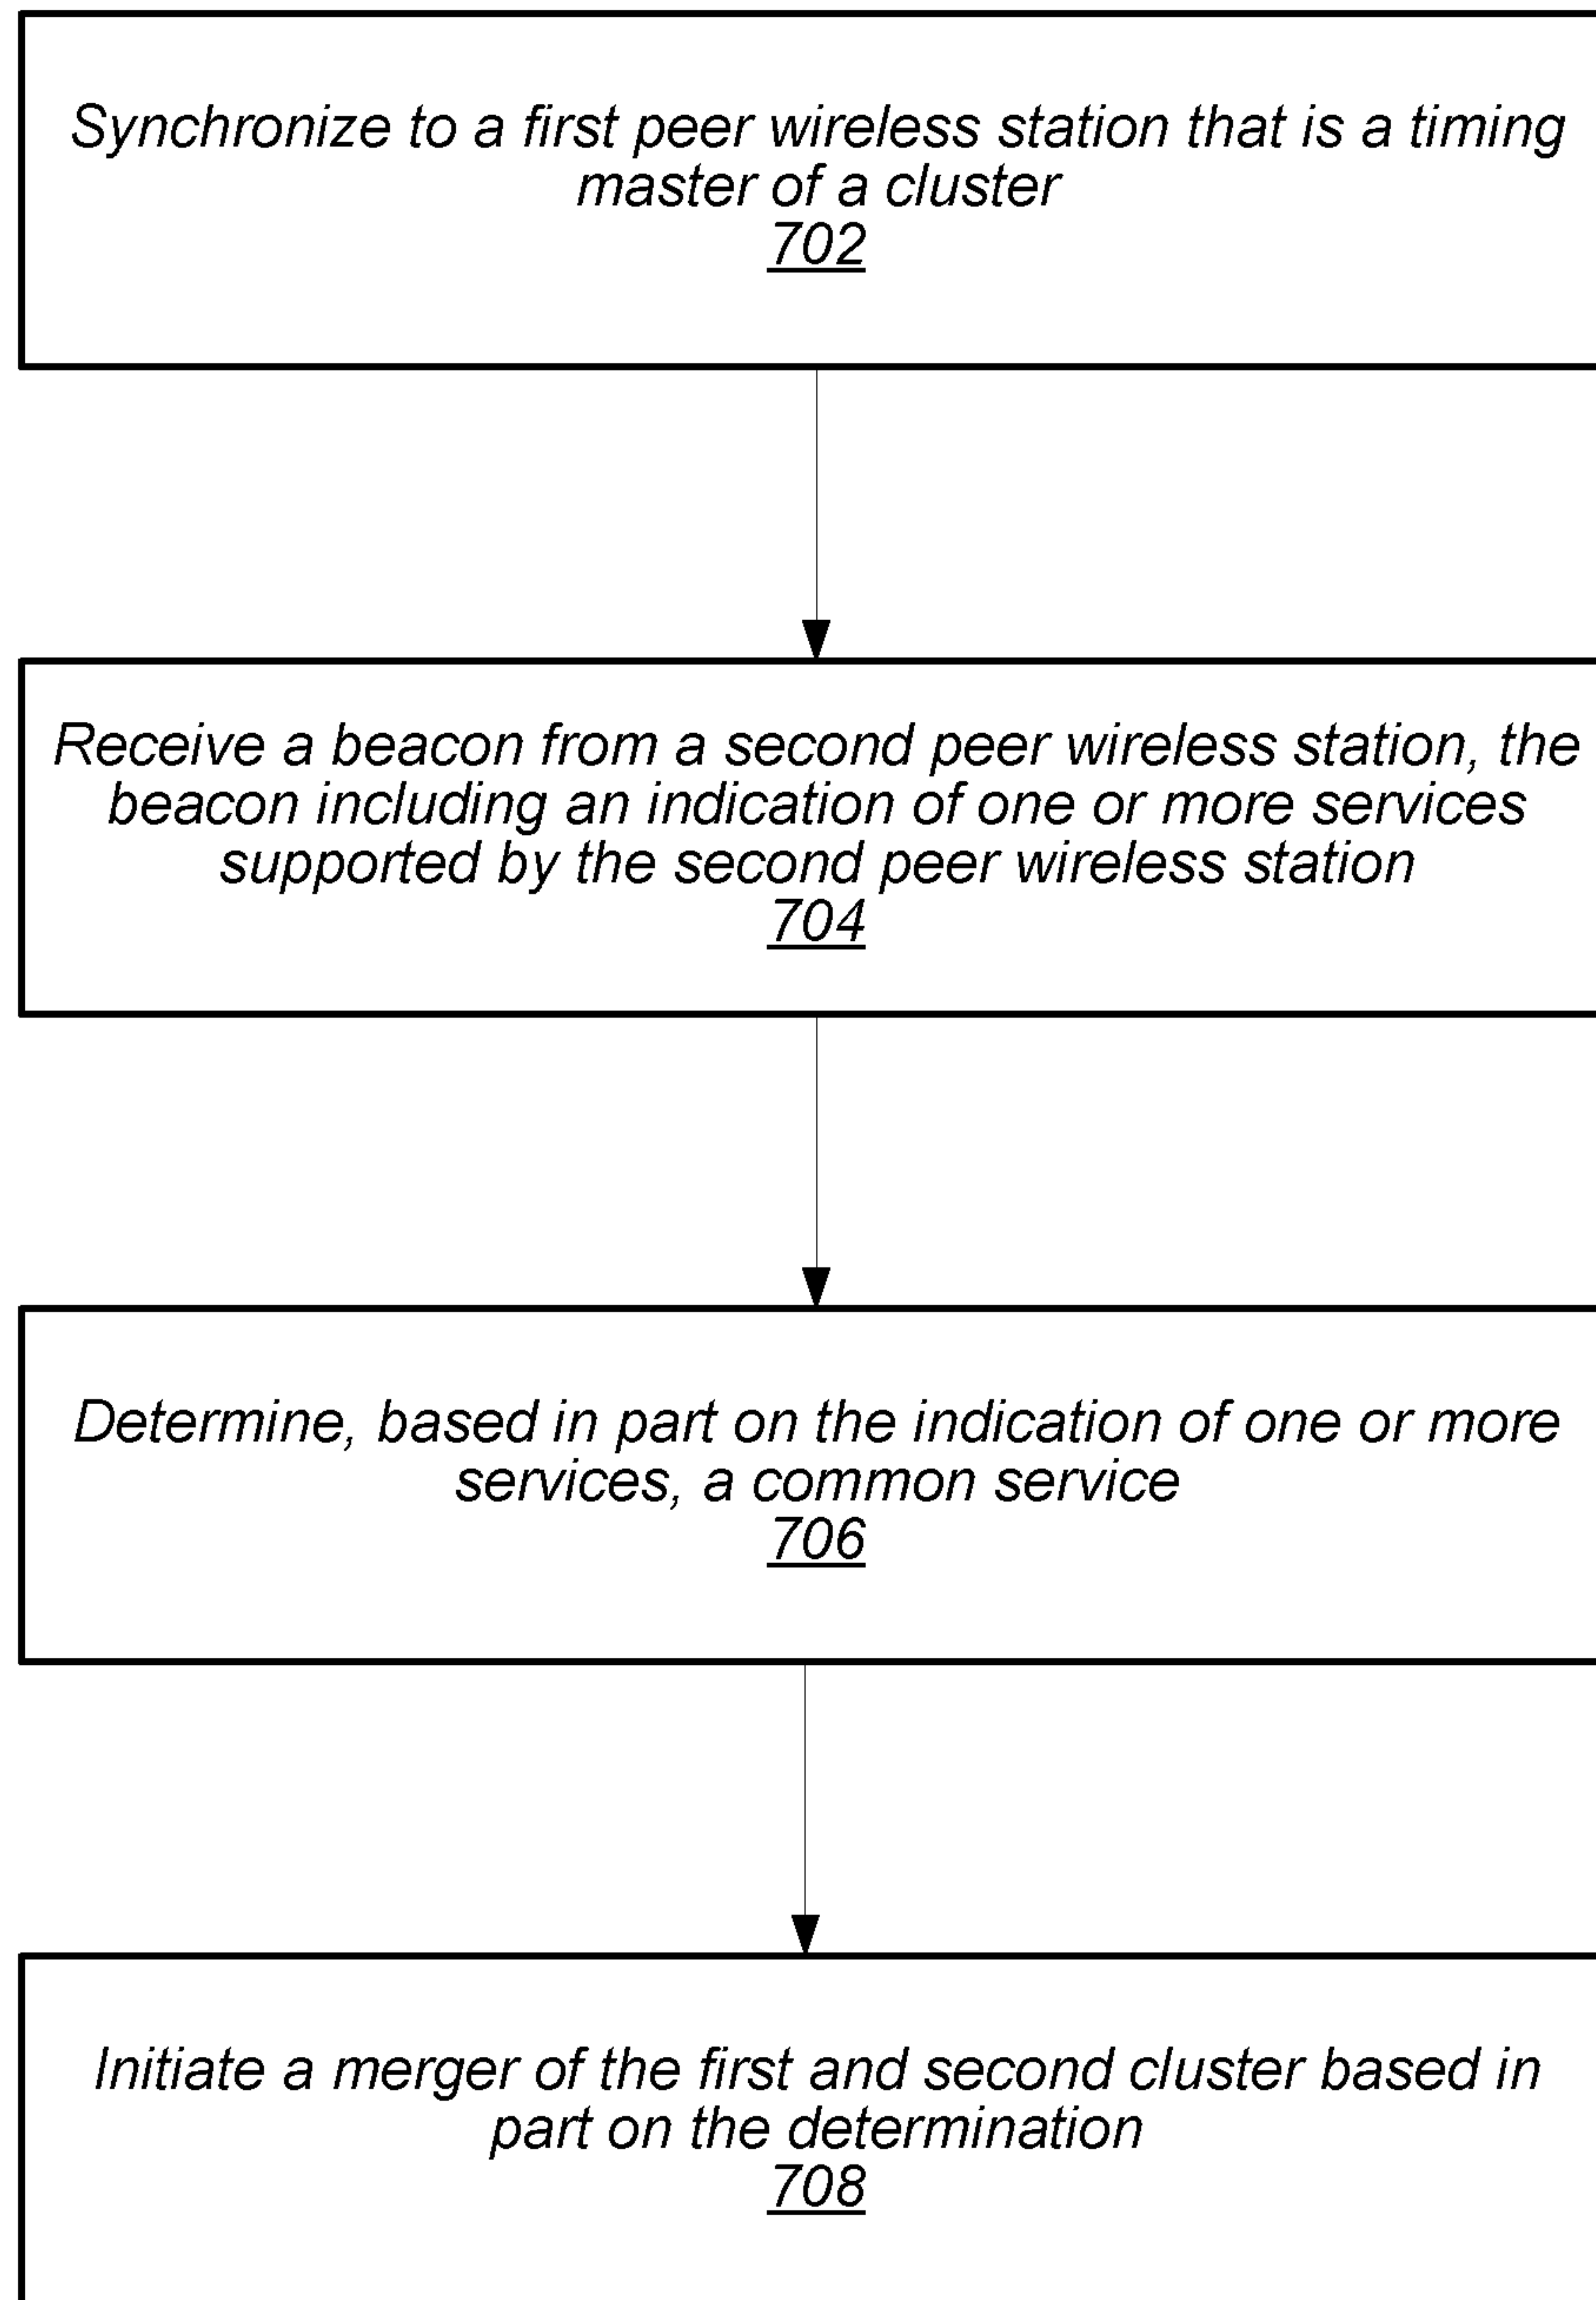 Synchronize to a first peer wireless station that is a timing
master of a cluster
702
Receive a beacon from a second peer wireless station, the
beacon including an indication of one or more services
supported by the second peer wireless station
704
Determine, based in part on the indication of one or more
services, a common service
706
Initiate a merger of the first and second cluster based in
part on the determination
708